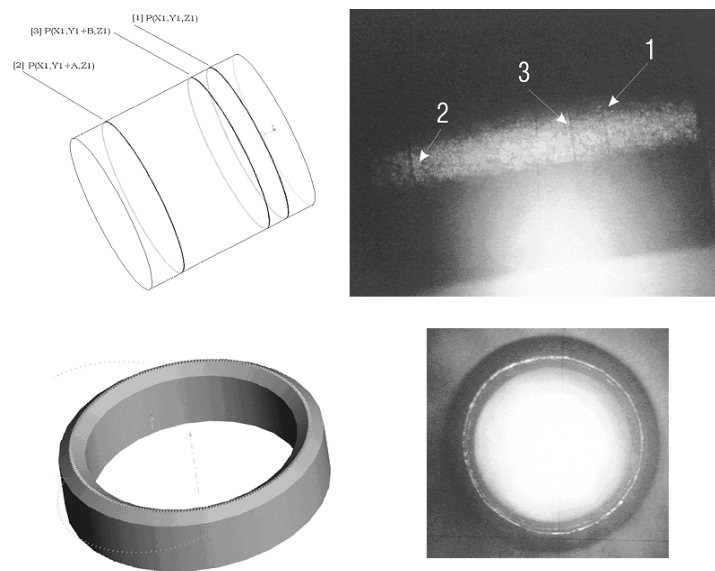 [1] P(X1,Y1,Z1)
[3] P(X1,Y1+B,Z1)
[2] P(X1,Y1+A,Z1)
1
3
2